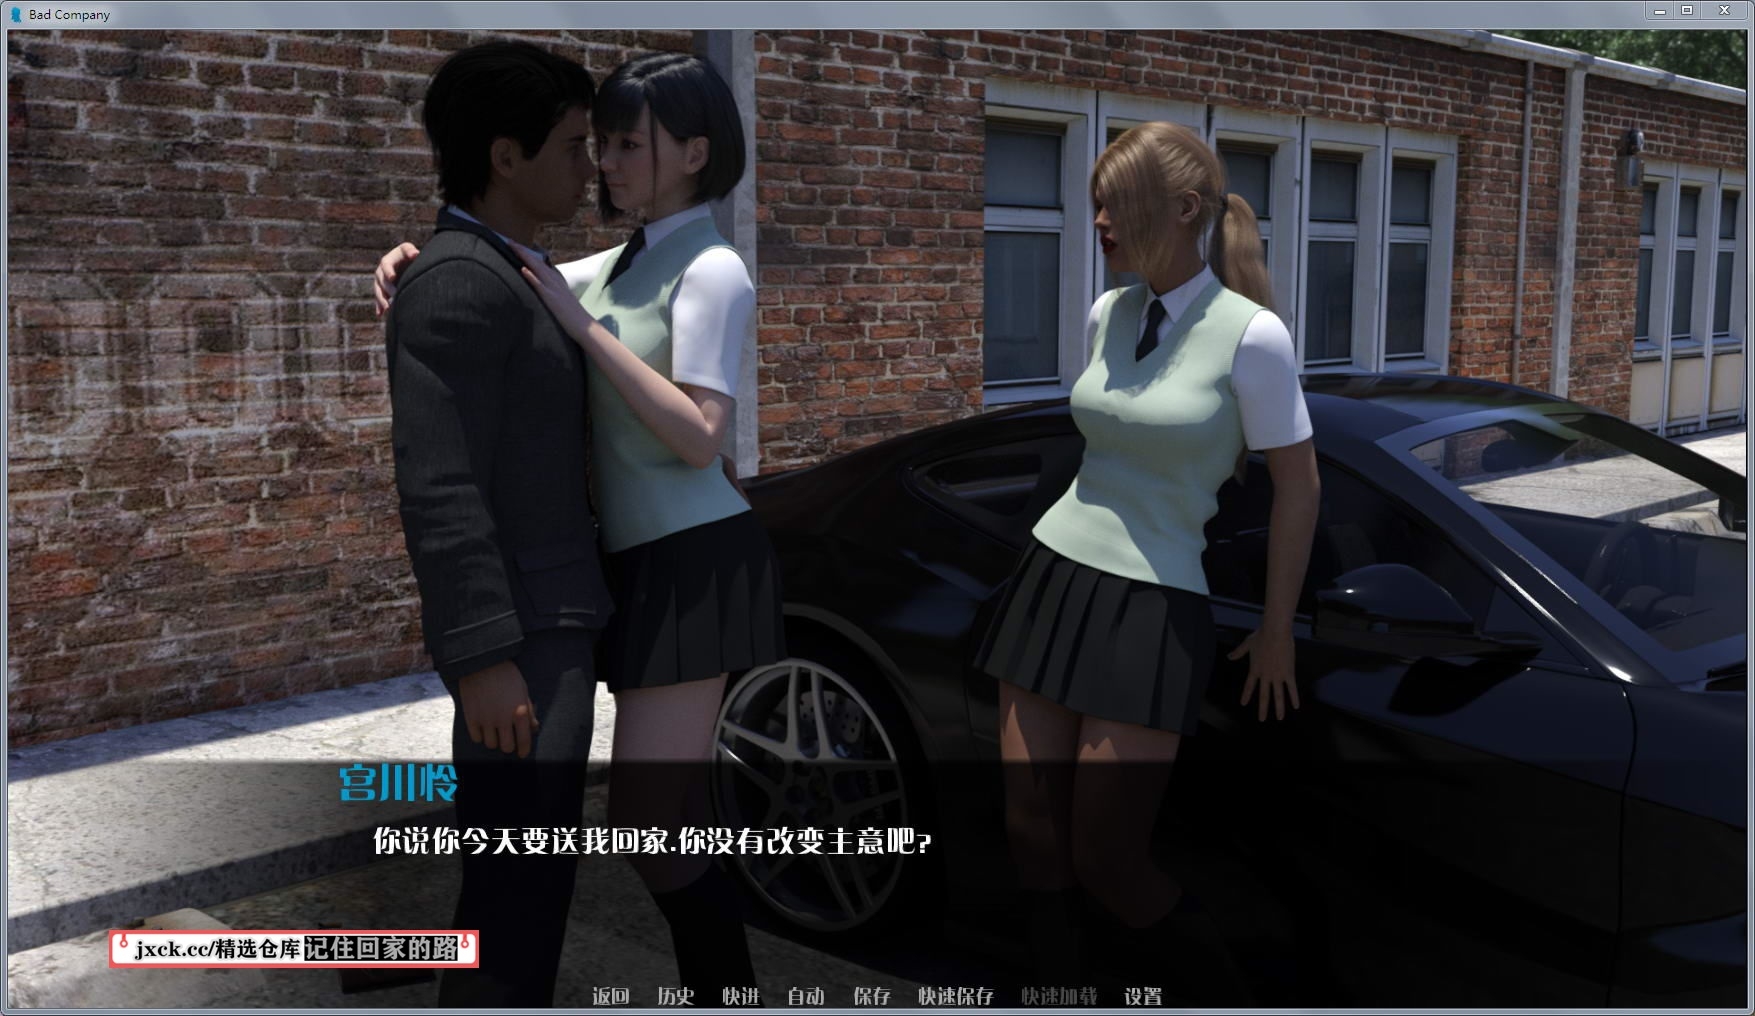 Bad Company
宫川怜
你说你今天要送我回家.你没有改变主意吧?
jxck.cc/精选仓库 记住回家的路
返回 历史 快进 自动 保存 快速保存 快速加载 设置